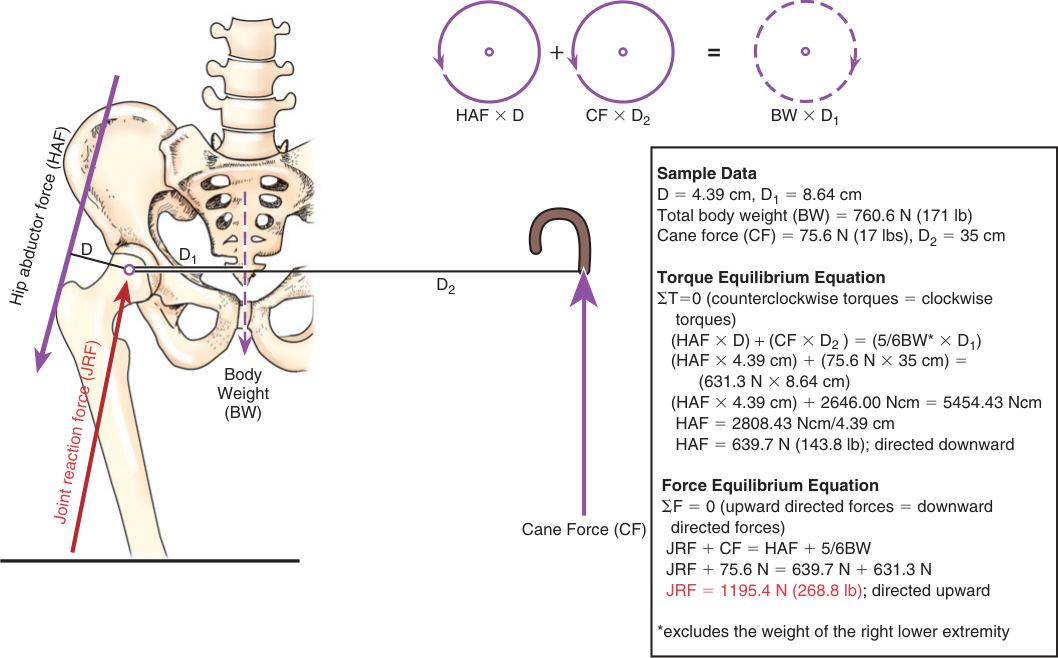 HAF × D
+
CF × D₂
=
BW × D₁
Hip abductor force (HAF)
D
D₁
D₂
Joint reaction force (JRF)
Body
Weight
(BW)
Cane Force (CF)
Sample Data
D = 4.39 cm, D₁ = 8.64 cm
Total body weight (BW) = 760.6 N (171 lb)
Cane force (CF) = 75.6 N (17 lbs), D₂ = 35 cm
Torque Equilibrium Equation
ΣT=0 (counterclockwise torques = clockwise
torques)
(HAF × D) + (CF × D₂ ) = (5/6BW* × D₁)
(HAF × 4.39 cm) + (75.6 N × 35 cm) =
(631.3 N × 8.64 cm)
(HAF × 4.39 cm) + 2646.00 Ncm = 5454.43 Ncm
HAF = 2808.43 Ncm/4.39 cm
HAF = 639.7 N (143.8 lb); directed downward
Force Equilibrium Equation
ΣF = 0 (upward directed forces = downward
directed forces)
JRF + CF = HAF + 5/6BW
JRF + 75.6 N = 639.7 N + 631.3 N
JRF = 1195.4 N (268.8 lb); directed upward
*excludes the weight of the right lower extremity